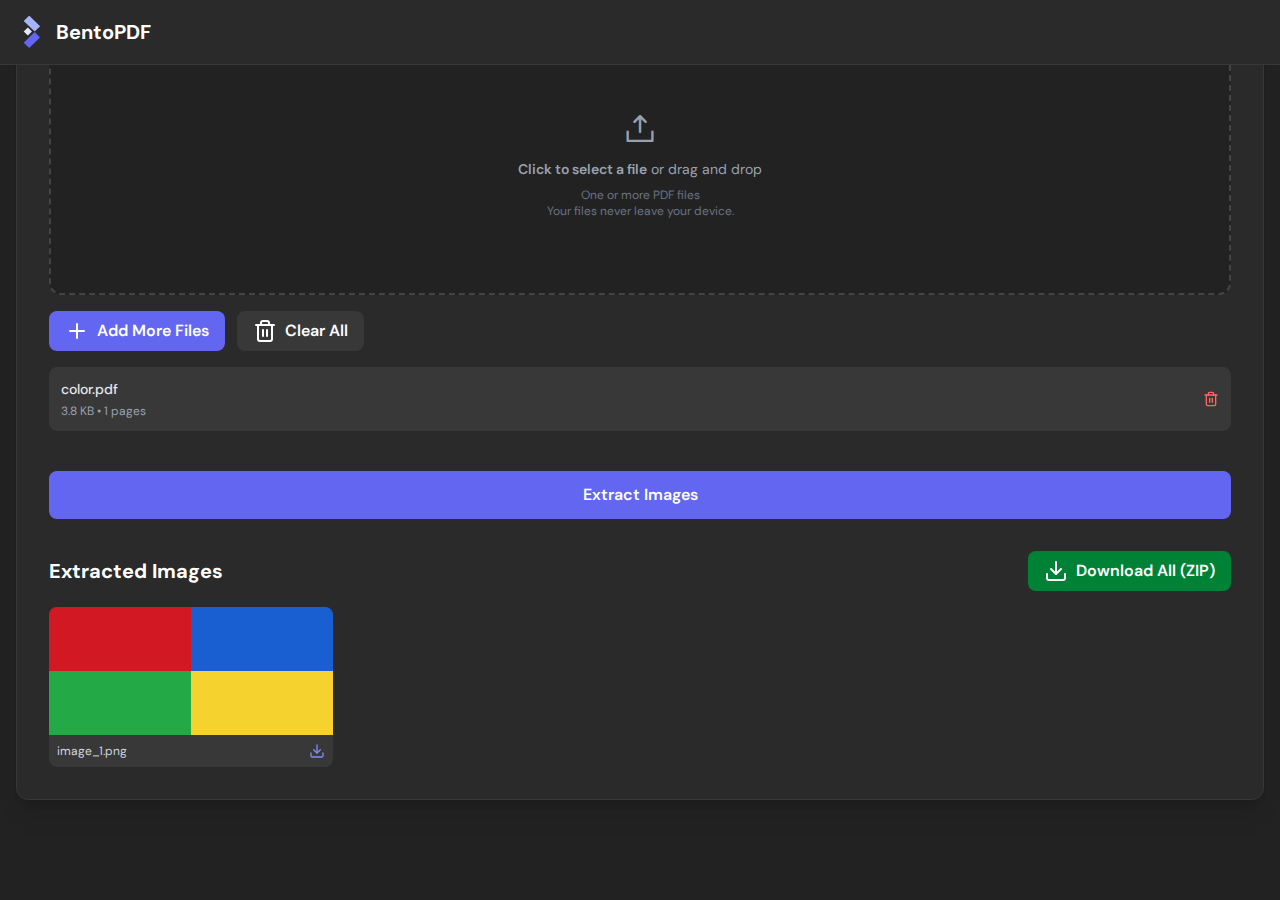 BentoPDF
Click to select a file or drag and drop
One or more PDF files
Your files never leave your device.
Add More Files
Clear All
color.pdf
3.8 KB • 1 pages
Extract Images
Extracted Images
Download All (ZIP)
image_1.png